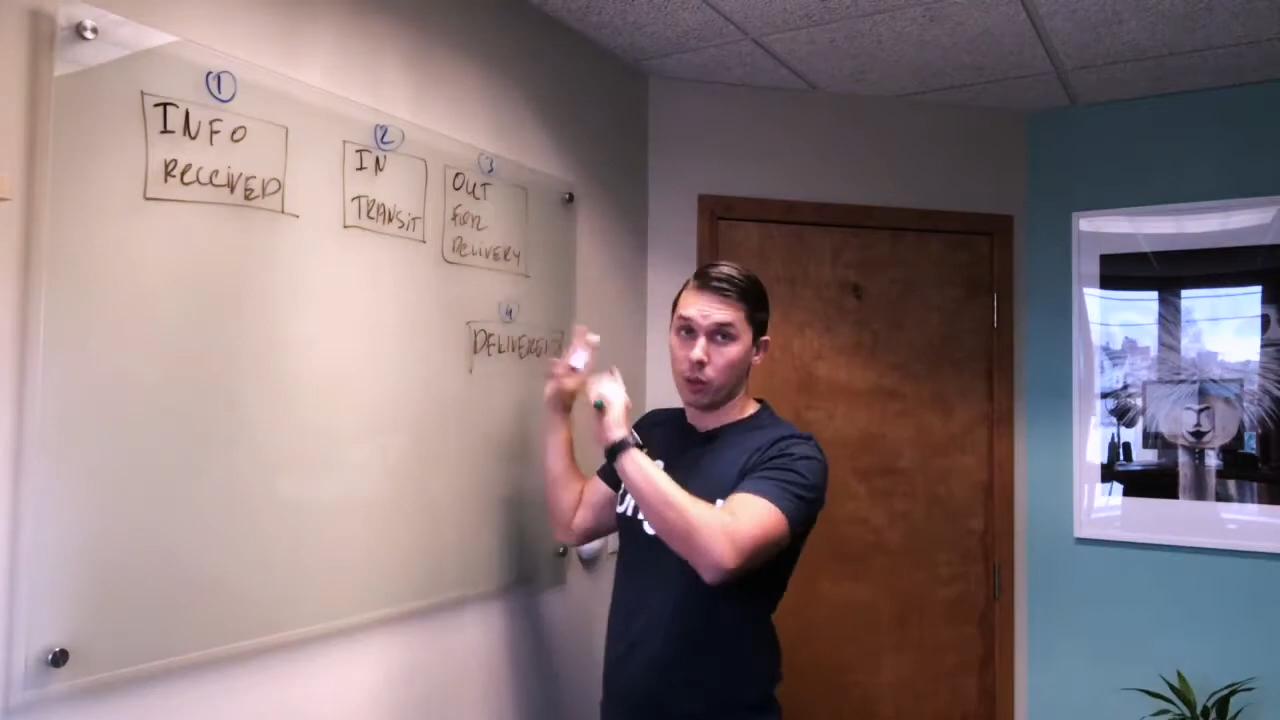 1
INFO
RECEIVED
2
IN
TRANSIT
3
OUT
FOR
DELIVERY
4
DELIVERED